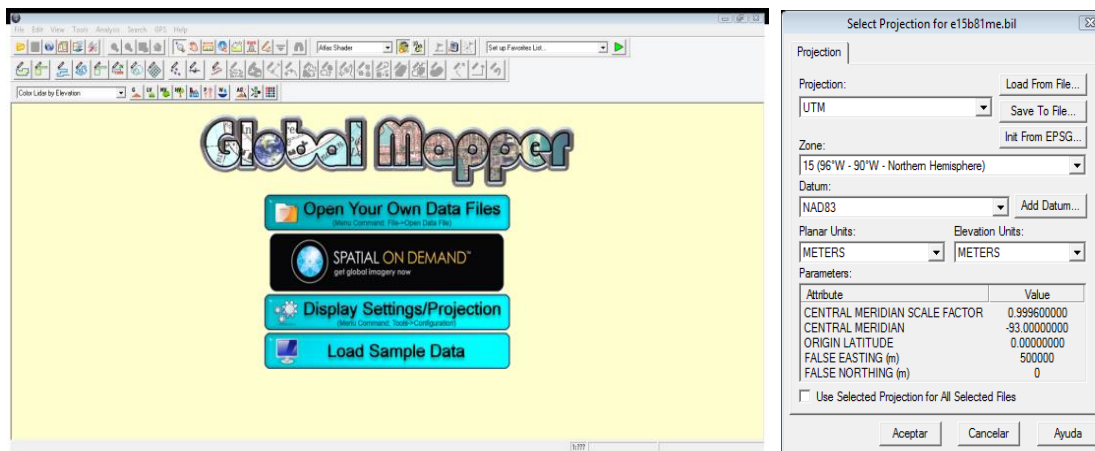 File Edit View Tools Analysis Search GPS Help
Atlas Shader
Set up Favorites List...
Color Lidar by Elevation
Global Mapper
Open Your Own Data Files
(Menu Command: File->Open Data File)
SPATIAL ON DEMAND™
get global imagery now
Display Settings/Projection
(Menu Command: Tools->Configuration)
Load Sample Data
1:???
Select Projection for e15b81me.bil
Projection
Projection:
Load From File...
UTM
Save To File...
Init From EPSG...
Zone:
15 (96°W - 90°W - Northern Hemisphere)
Datum:
NAD83
Add Datum...
Planar Units:
Elevation Units:
METERS
METERS
Parameters:
Attribute Value
CENTRAL MERIDIAN SCALE FACTOR 0.999600000
CENTRAL MERIDIAN -93.00000000
ORIGIN LATITUDE 0.00000000
FALSE EASTING (m) 500000
FALSE NORTHING (m) 0
Use Selected Projection for All Selected Files
Aceptar
Cancelar
Ayuda